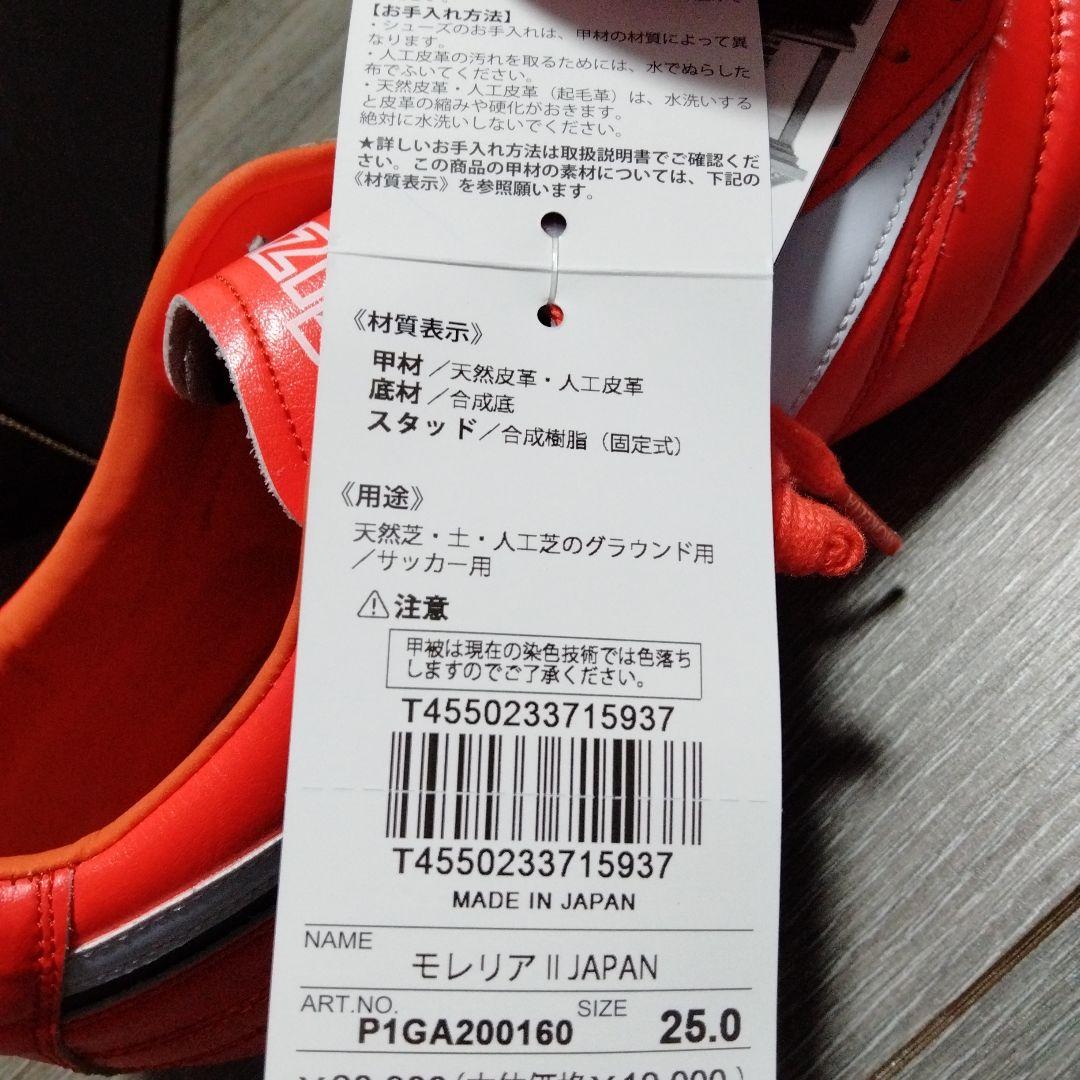 【お手入れ方法】
・シューズのお手入れは、甲材の材質によって異
なります。
・人工皮革の汚れを取るためには、水でぬらした
布でふいてください。
・天然皮革・人工皮革（起毛革）は、水洗いする
と皮革の縮みや硬化がおきます。
絶対に水洗いしないでください。
★詳しいお手入れ方法は取扱説明書でご確認くだ
さい。この商品の甲材の素材については、下記の
《材質表示》を参照願います。
《材質表示》
甲材／天然皮革・人工皮革
底材／合成底
スタッド／合成樹脂（固定式）
《用途》
天然芝・土・人工芝のグラウンド用
／サッカー用
⚠注意
甲被は現在の染色技術では色落ち
しますのでご了承ください。
T4550233715937
T4550233715937
MADE IN JAPAN
NAME
モレリアⅡJAPAN
ART.NO. SIZE
P1GA200160 25.0